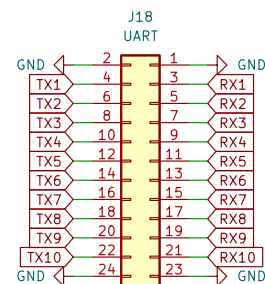 J18
UART
GND 2 1 GND
TX1 4 3 RX1
TX2 6 5 RX2
TX3 8 7 RX3
TX4 10 9 RX4
TX5 12 11 RX5
TX6 14 13 RX6
TX7 16 15 RX7
TX8 18 17 RX8
TX9 20 19 RX9
TX10 22 21 RX10
GND 24 23 GND